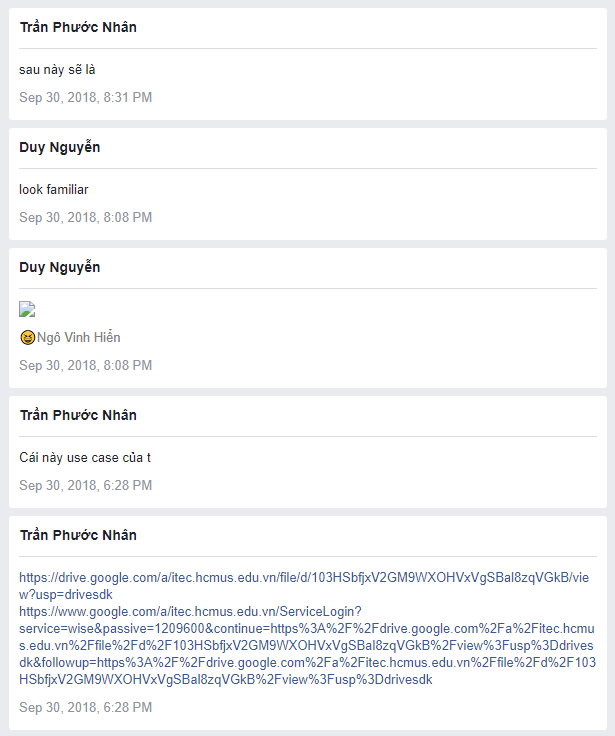 Trần Phước Nhân
sau này sẽ là
Sep 30, 2018, 8:31 PM
Duy Nguyễn
look familiar
Sep 30, 2018, 8:08 PM
Duy Nguyễn
😆Ngô Vinh Hiển
Sep 30, 2018, 8:08 PM
Trần Phước Nhân
Cái này use case của t
Sep 30, 2018, 6:28 PM
Trần Phước Nhân
https://drive.google.com/a/itec.hcmus.edu.vn/file/d/103HSbfjxV2GM9WXOHVxVgSBal8zqVGkB/vie
w?usp=drivesdk
https://www.google.com/a/itec.hcmus.edu.vn/ServiceLogin?
service=wise&passive=1209600&continue=https%3A%2F%2Fdrive.google.com%2Fa%2Fitec.hcmu
s.edu.vn%2Ffile%2Fd%2F103HSbfjxV2GM9WXOHVxVgSBal8zqVGkB%2Fview%3Fusp%3Ddrives
dk&followup=https%3A%2F%2Fdrive.google.com%2Fa%2Fitec.hcmus.edu.vn%2Ffile%2Fd%2F103
HSbfjxV2GM9WXOHVxVgSBal8zqVGkB%2Fview%3Fusp%3Ddrivesdk
Sep 30, 2018, 6:28 PM